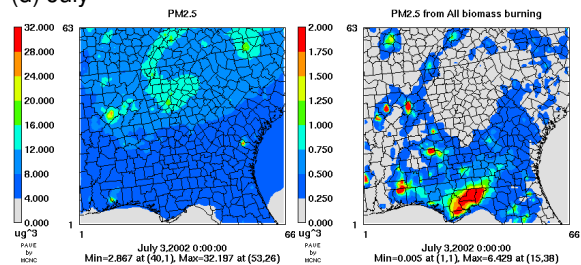 (d) July
PM2.5
PM2.5 from All biomass burning
32.000
28.000
24.000
20.000
16.000
12.000
8.000
4.000
0.000
ug^3
PAVE
by
MCNC
63
1
1
66
July 3,2002 0:00:00
Min=2.867 at (40,1), Max=32.197 at (53,26)
2.000
1.750
1.500
1.250
1.000
0.750
0.500
0.250
0.000
ug^3
PAVE
by
MCNC
63
1
1
66
July 3,2002 0:00:00
Min=0.005 at (1,1), Max=6.429 at (15,38)